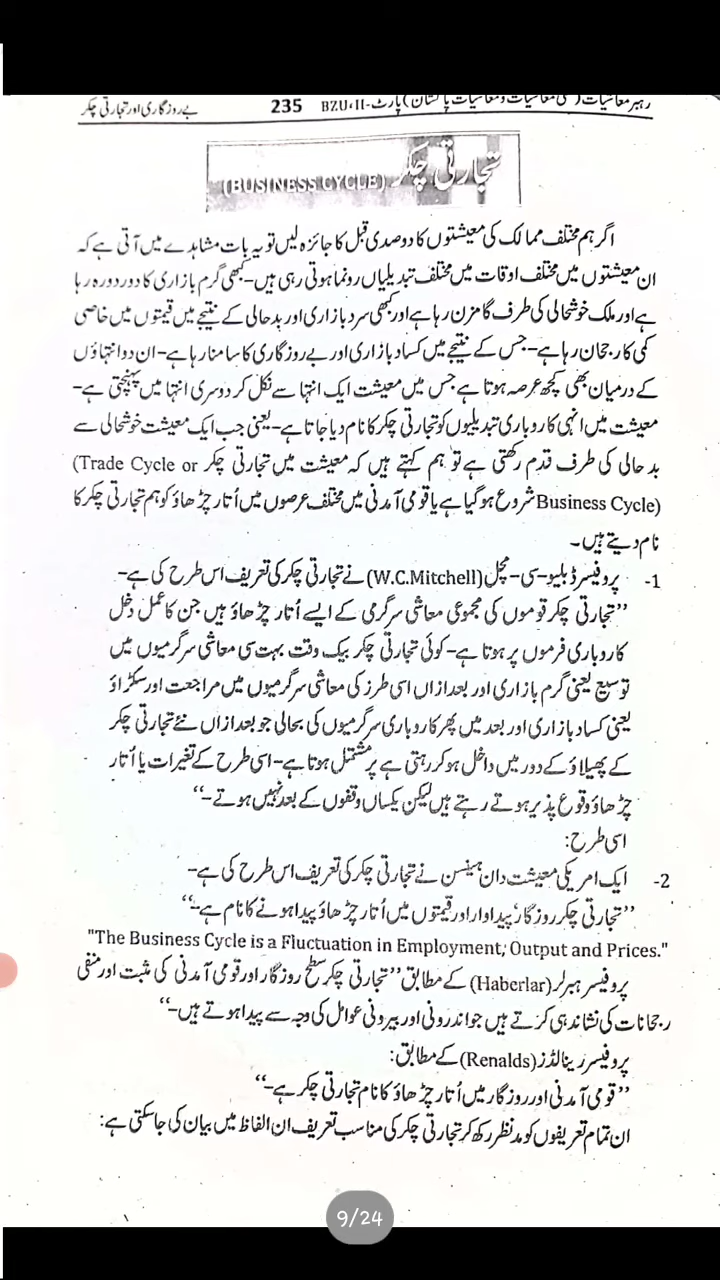 رہبر معاشیات (کلی معاشیات و معاشیات پاکستان) پارٹ-II، BZU 235 بے روزگاری اور تجارتی چکر
تجارتی چکر (BUSINESS CYCLE)
اگر ہم مختلف ممالک کی معیشتوں کا دو صدی قبل کا جائزہ لیں تو یہ بات مشاہدے میں آتی ہے کہ
ان معیشتوں میں مختلف اوقات میں مختلف تبدیلیاں رونما ہوتی رہی ہیں۔ کبھی گرم بازاری کا دور دورہ رہا
ہے اور ملک خوشحالی کی طرف گامزن رہا ہے اور کبھی سرد بازاری اور بدحالی کے نتیجے میں قیمتوں میں خاصی
کمی کا رجحان رہا ہے۔ جس کے نتیجے میں کساد بازاری اور بے روزگاری کا سامنا رہا ہے۔ ان دو انتہاؤں
کے درمیان بھی کچھ عرصہ ہوتا ہے جس میں معیشت ایک انتہا سے نکل کر دوسری انتہا میں پہنچتی ہے۔
معیشت میں انہی کاروباری تبدیلیوں کو تجارتی چکر کا نام دیا جاتا ہے۔ یعنی جب ایک معیشت خوشحالی سے
بدحالی کی طرف قدم رکھتی ہے تو ہم کہتے ہیں کہ معیشت میں تجارتی چکر (Trade Cycle or
Business Cycle) شروع ہو گیا ہے یا قومی آمدنی میں مختلف عرصوں میں اُتار چڑھاؤ کو ہم تجارتی چکر کا
نام دیتے ہیں۔
1- پروفیسر ڈبلیو-سی-مچل (W.C.Mitchell) نے تجارتی چکر کی تعریف اس طرح کی ہے۔
”تجارتی چکر قوموں کی مجموعی معاشی سرگرمی کے ایسے اُتار چڑھاؤ ہیں جن کا عمل دخل
کاروباری فرموں پر ہوتا ہے۔ کوئی تجارتی چکر بیک وقت بہت سی معاشی سرگرمیوں میں
توسیع یعنی گرم بازاری اور بعد ازاں اسی طرز کی معاشی سرگرمیوں میں مراجعت اور سکڑاؤ
یعنی کساد بازاری اور بعد میں پھر کاروباری سرگرمیوں کی بحالی جو بعد ازاں نئے تجارتی چکر
کے پھیلاؤ کے دور میں داخل ہو کر رہتی ہے پر مشتمل ہوتا ہے۔ اسی طرح کے تغیرات یا اُتار
چڑھاؤ وقوع پذیر ہوتے رہتے ہیں لیکن یکساں وقفوں کے بعد نہیں ہوتے۔“
اسی طرح:
2- ایک امریکی معیشت دان ہینسن نے تجارتی چکر کی تعریف اس طرح کی ہے۔
”تجارتی چکر روزگار، پیداوار اور قیمتوں میں اُتار چڑھاؤ پیدا ہونے کا نام ہے۔“
"The Business Cycle is a Fluctuation in Employment, Output and Prices."
پروفیسر ہبرلر (Haberlar) کے مطابق ”تجارتی چکر سطح روزگار اور قومی آمدنی کی مثبت اور منفی
رجحانات کی نشاندہی کرتے ہیں جو اندرونی اور بیرونی عوامل کی وجہ سے پیدا ہوتے ہیں۔“
پروفیسر رینالڈز (Renalds) کے مطابق:
”قومی آمدنی اور روزگار میں اُتار چڑھاؤ کا نام تجارتی چکر ہے۔“
ان تمام تعریفوں کو مدنظر رکھ کر تجارتی چکر کی مناسب تعریف ان الفاظ میں بیان کی جا سکتی ہے:
9/24